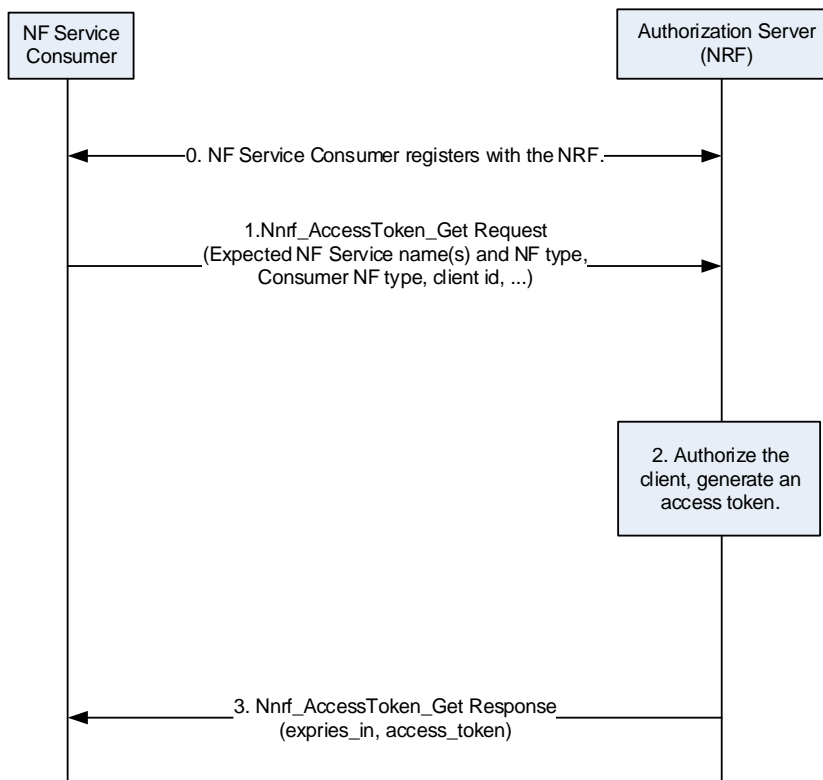 NF Service
Consumer
Authorization Server
(NRF)
0. NF Service Consumer registers with the NRF.
1.Nnrf_AccessToken_Get Request
(Expected NF Service name(s) and NF type,
Consumer NF type, client id, ...)
2. Authorize the
client, generate an
access token.
3. Nnrf_AccessToken_Get Response
(expries_in, access_token)